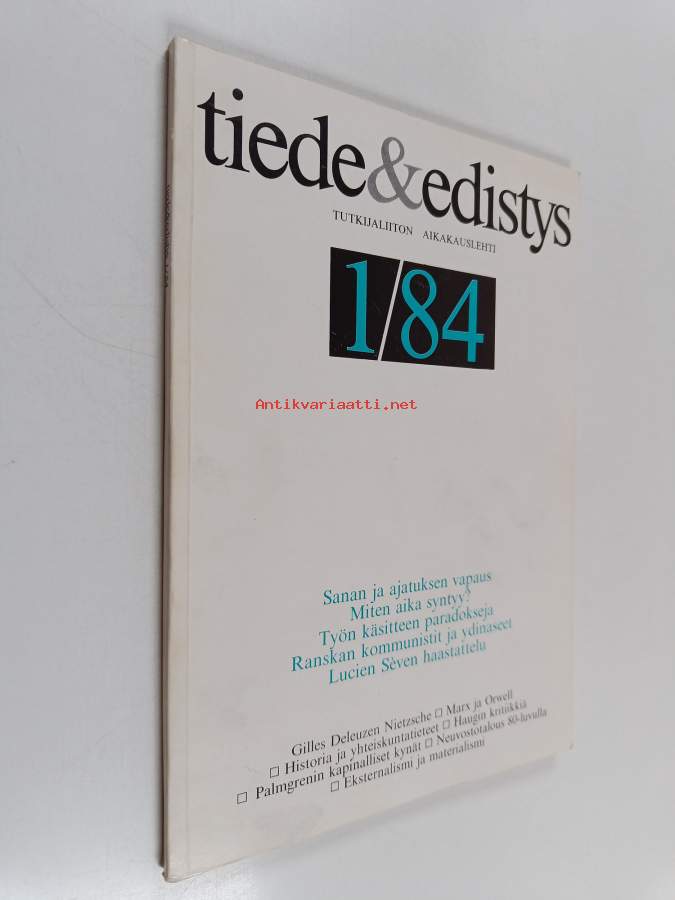 tiede&edistys
TUTKIJALIITON AIKAKAUSLEHTI
1/84
Antikvariaatti.net
Sanan ja ajatuksen vapaus
Miten aika syntyy?
Työn käsitteen paradokseja
Ranskan kommunistit ja ydinaseet
Lucien Sèven haastattelu
Gilles Deleuzen Nietzsche □ Marx ja Orwell
□ Historia ja yhteiskuntatieteet □ Haugin kritiikkiä
□ Palmgrenin kapinalliset kynät □ Neuvostotalous 80-luvulla
□ Eksternalismi ja materialismi